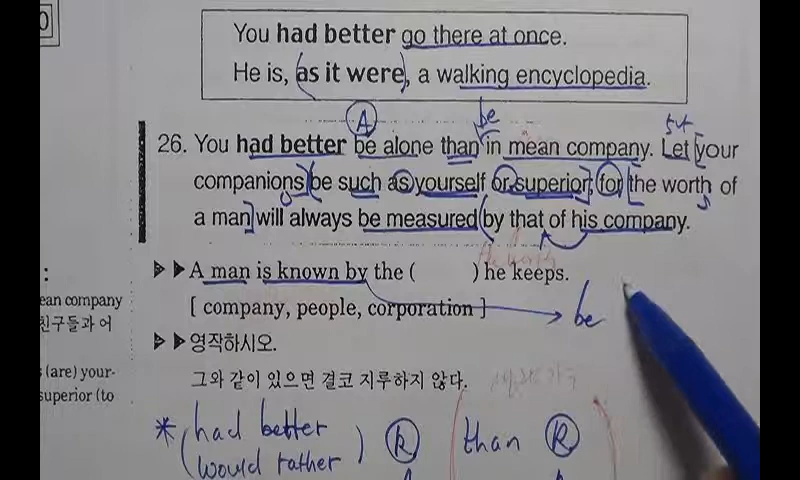 You had better go there at once.
He is, (as it were), a walking encyclopedia.
A
be
26. You had better be alone than in mean company. Let [your
companions] (be such as yourself or superior]; for [the worth of
a man] will always be measured (by that of his company.
the worth
▶▶A man is known by the ( ) he keeps.
[ company, people, corporation ]
be
▶▶영작하시오.
그와 같이 있으면 결코 지루하지 않다.
:
ean company
친구들과 어
(are) your-
superior (to
* (had better
(would rather ) R (than R